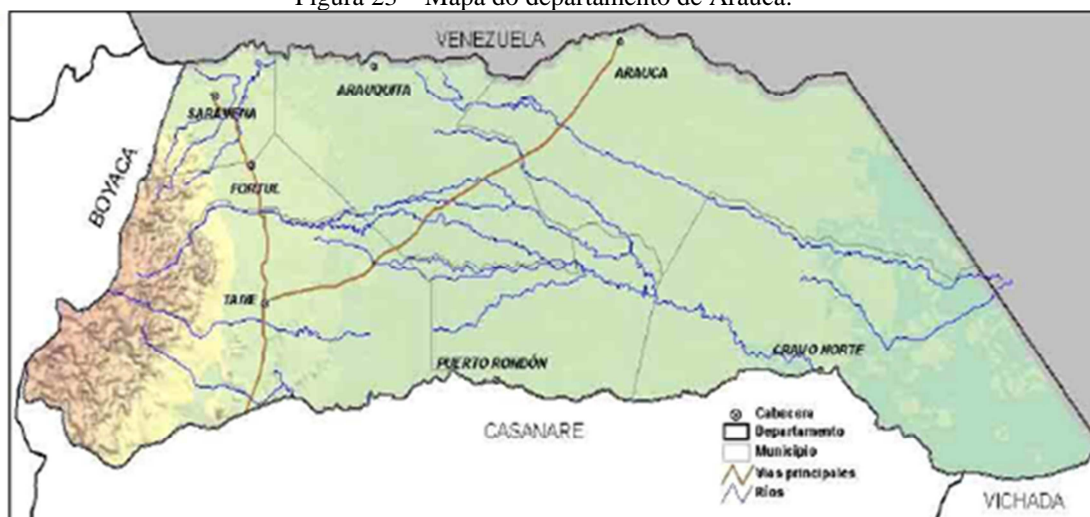 Figura 23 – Mapa do departamento de Arauca.
VENEZUELA
ARAUCA
ARAUQUITA
SARAVENA
BOYACA
FORTUL
TAME
PUERTO RONDÓN
CRAVO NORTE
CASANARE
Cabecera
Departamento
Municipio
Vias principales
Ríos
VICHADA